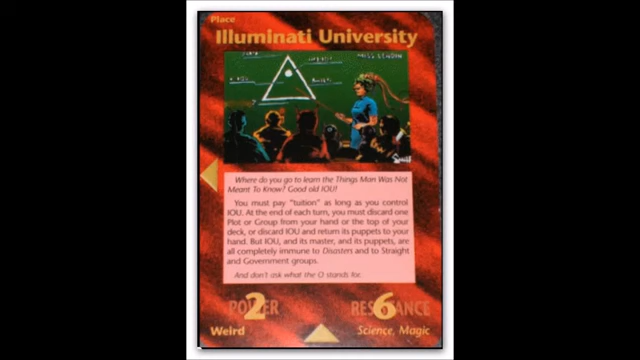 Place
Illuminati University
Where do you go to learn the Things Man Was Not
Meant To Know? Good old IOU!
You must pay "tuition" as long as you control
IOU. At the end of each turn, you must discard one
Plot or Group from your hand or the top of your
deck, or discard IOU and return its puppets to your
hand. But IOU, and its master, and its puppets, are
all completely immune to Disasters and to Straight
and Government groups.
And don't ask what the O stands for.
POWER 2
RESISTANCE 6
Weird
Science, Magic